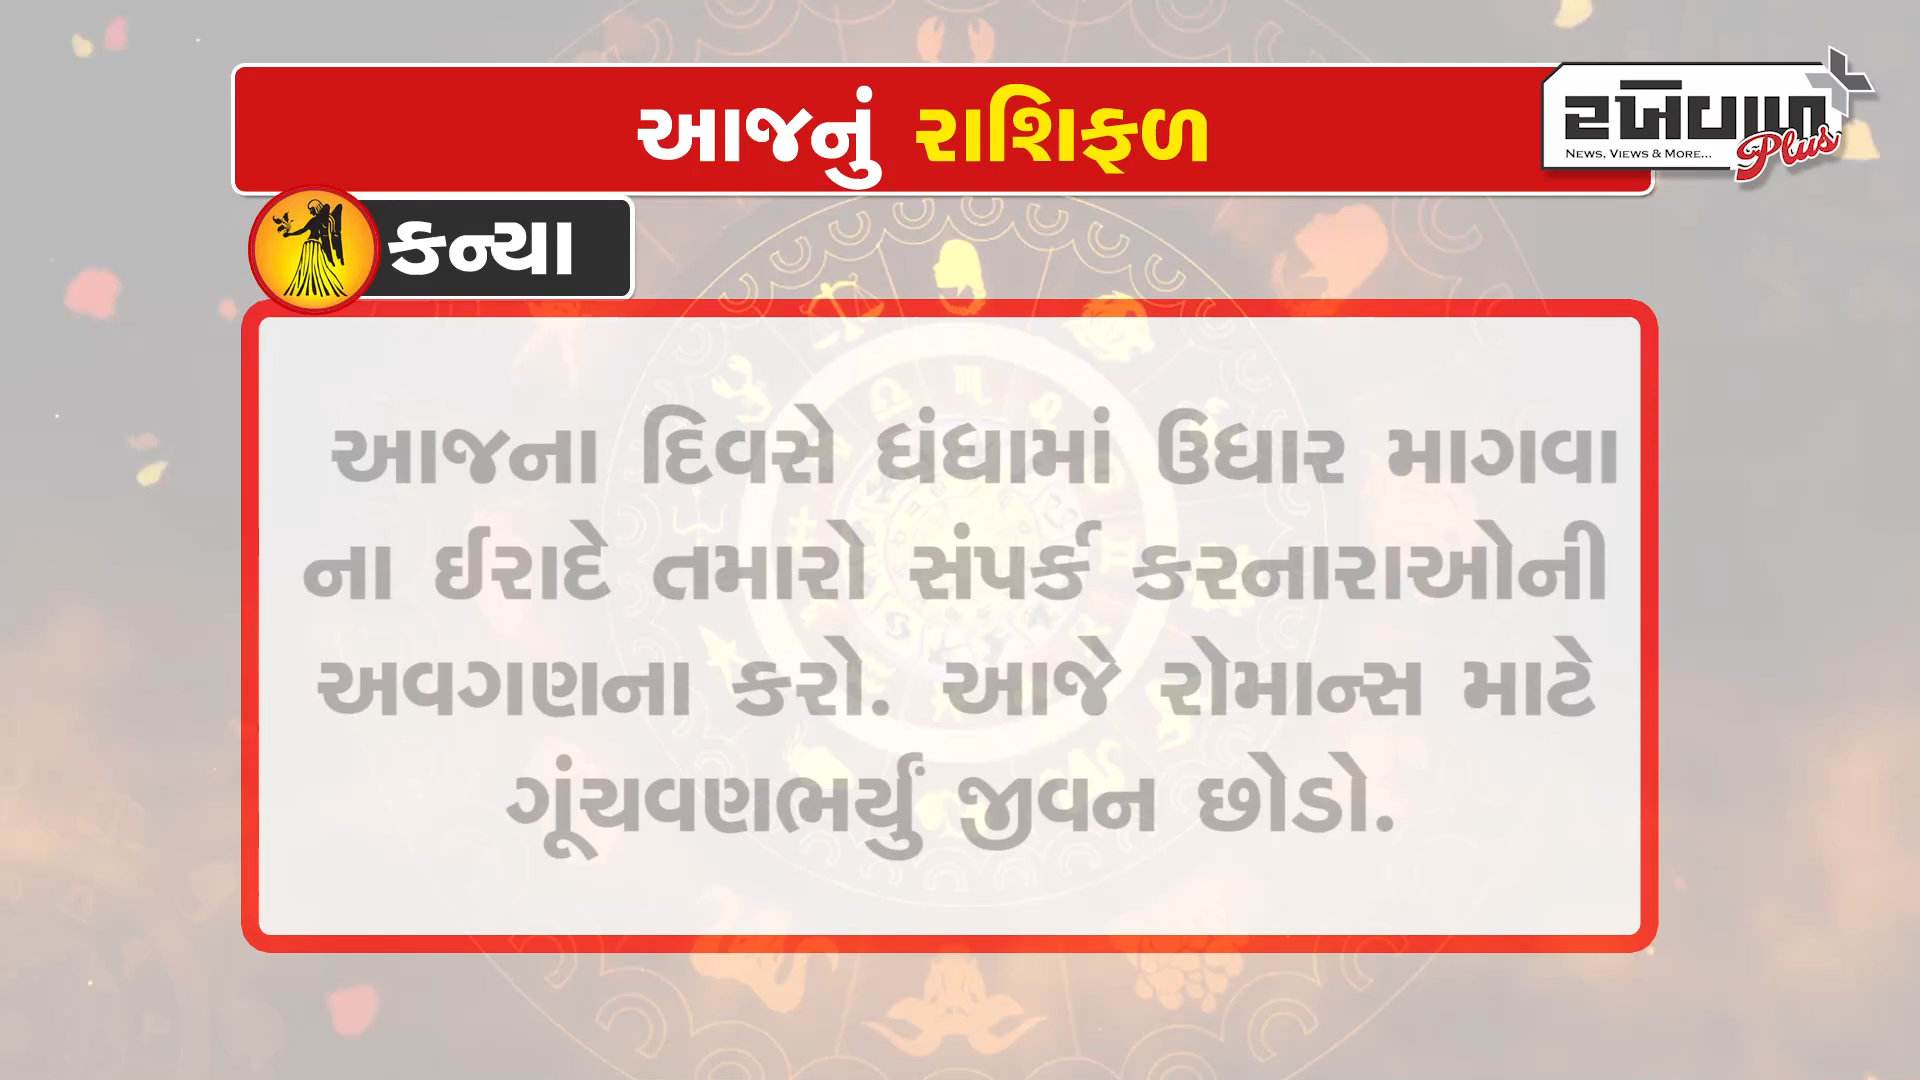 આજનું રાશિફળ
રખેવાળ
Plus
NEWS, VIEWS & MORE...
કન્યા
આજના દિવસે ધંધામાં ઉધાર માગવા
ના ઈરાદે તમારો સંપર્ક કરનારાઓની
અવગણના કરો. આજે રોમાન્સ માટે
ગૂંચવણભર્યું જીવન છોડો.